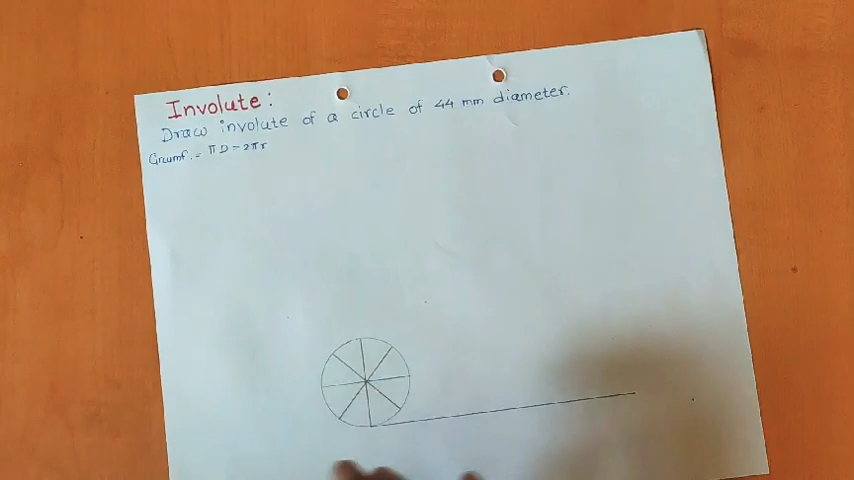 Involute:
Draw involute of a circle of 44 mm diameter.
Circumf. = πD = 2πr